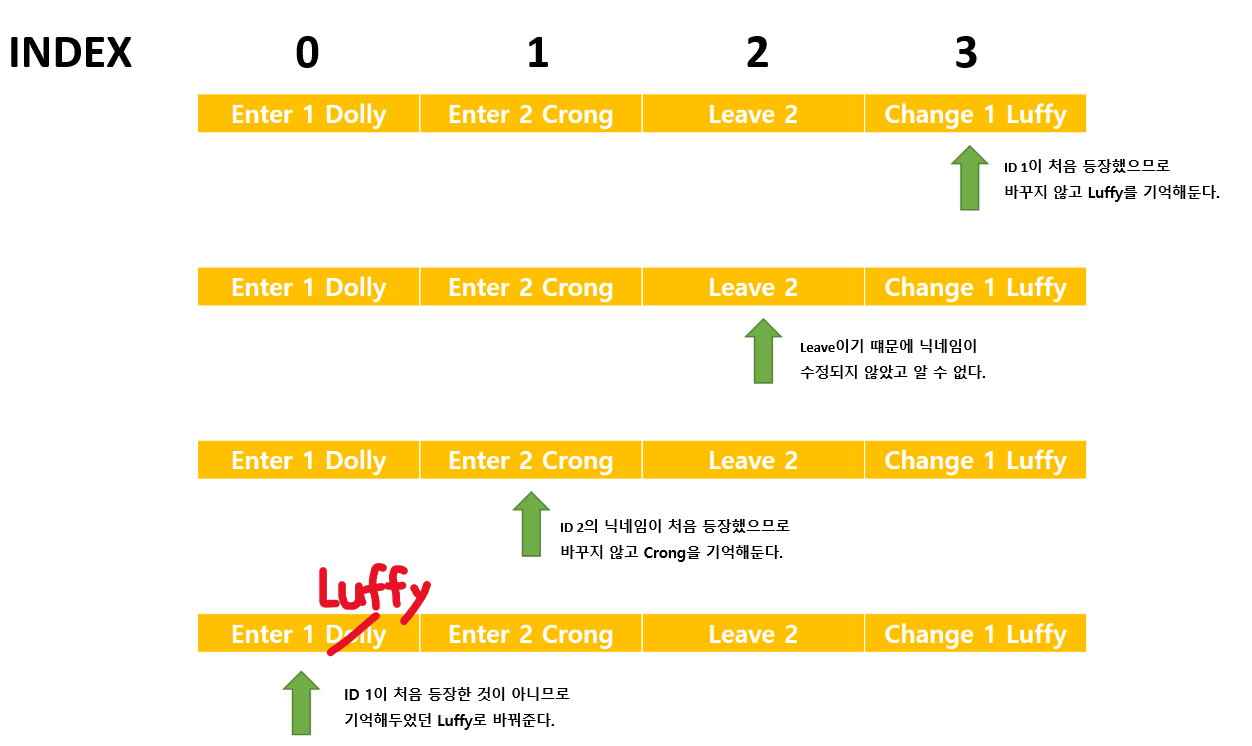 INDEX 0 1 2 3
Enter 1 Dolly Enter 2 Crong Leave 2 Change 1 Luffy
ID 1이 처음 등장했으므로
바꾸지 않고 Luffy를 기억해둔다.
Enter 1 Dolly Enter 2 Crong Leave 2 Change 1 Luffy
Leave이기 떄문에 닉네임이
수정되지 않았고 알 수 없다.
Enter 1 Dolly Enter 2 Crong Leave 2 Change 1 Luffy
ID 2의 닉네임이 처음 등장했으므로
바꾸지 않고 Crong을 기억해둔다.
Luffy
Enter 1 Dolly Enter 2 Crong Leave 2 Change 1 Luffy
ID 1이 처음 등장한 것이 아니므로
기억해두었던 Luffy로 바꿔준다.